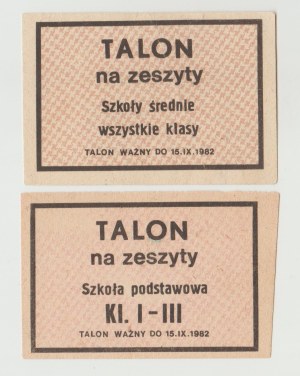 TALON
na zeszyty
Szkoły średnie
wszystkie klasy
TALON WAŻNY DO 15.IX.1982
TALON
na zeszyty
Szkoła podstawowa
Kl. I-III
TALON WAŻNY DO 15.IX.1982